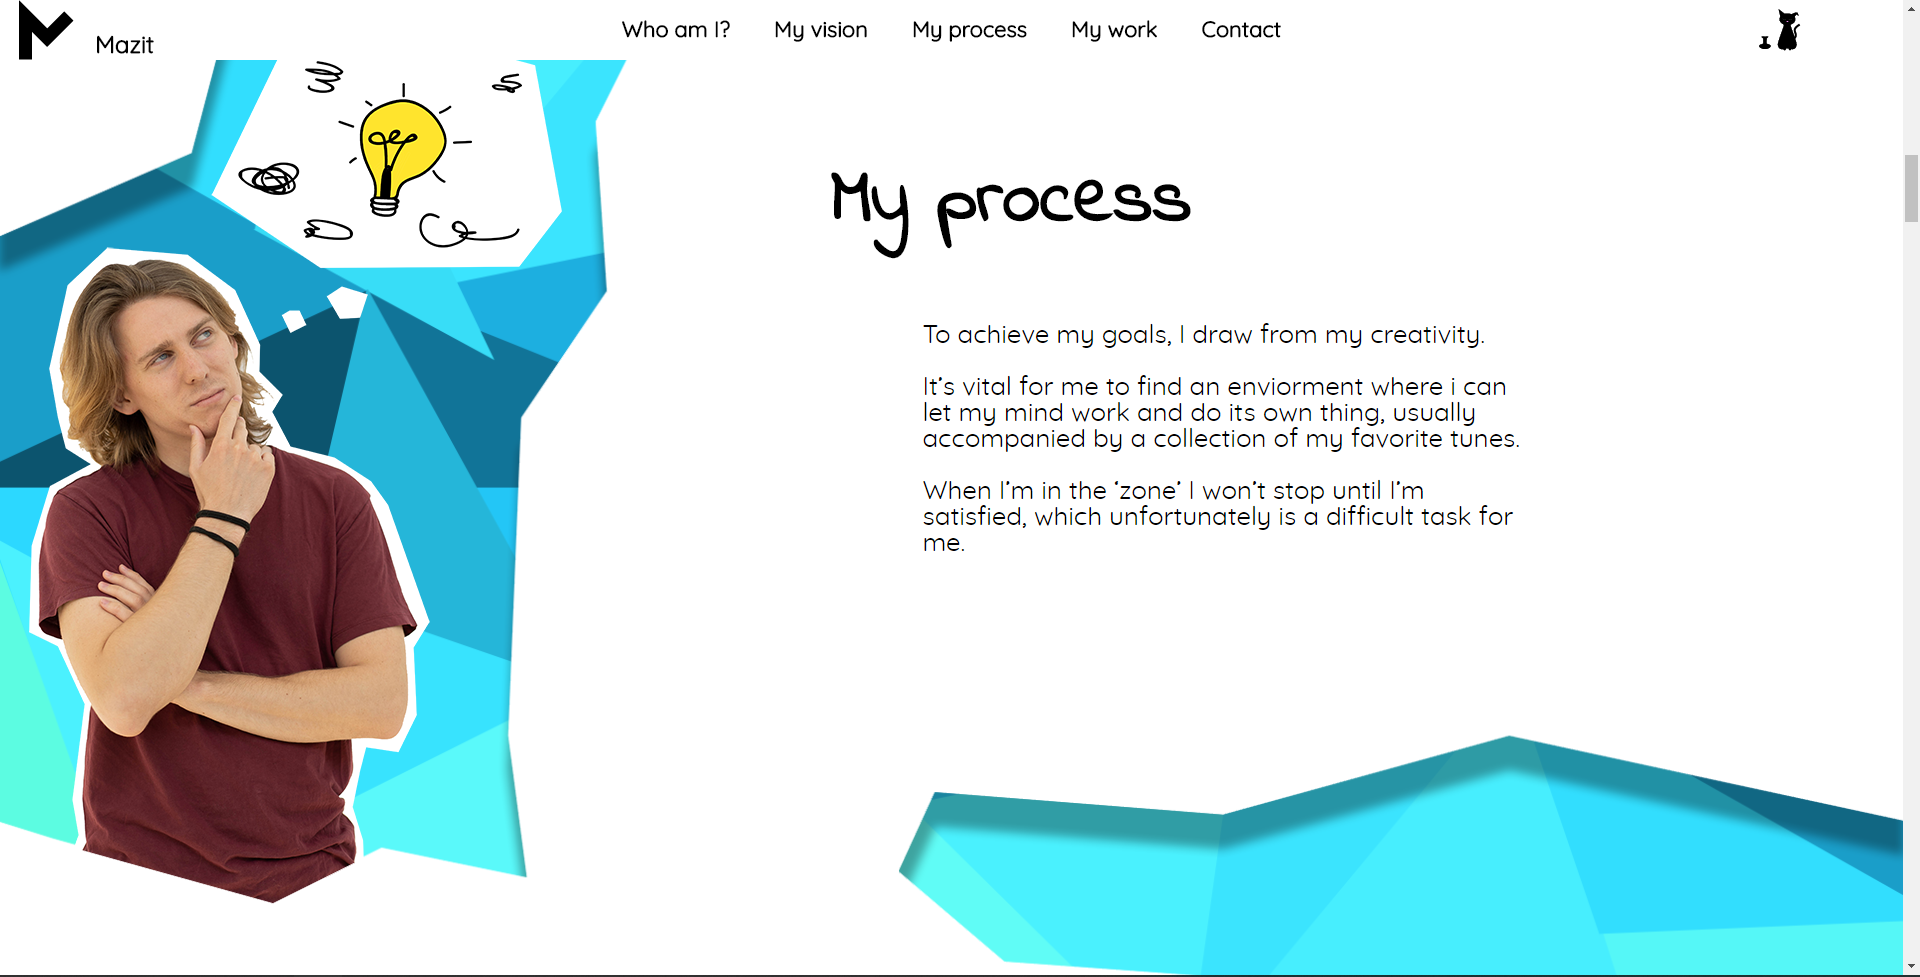 Mazit
Who am I?
My vision
My process
My work
Contact
My process
To achieve my goals, I draw from my creativity.
It’s vital for me to find an enviorment where i can
let my mind work and do its own thing, usually
accompanied by a collection of my favorite tunes.
When I’m in the ‘zone’ I won’t stop until I’m
satisfied, which unfortunately is a difficult task for
me.